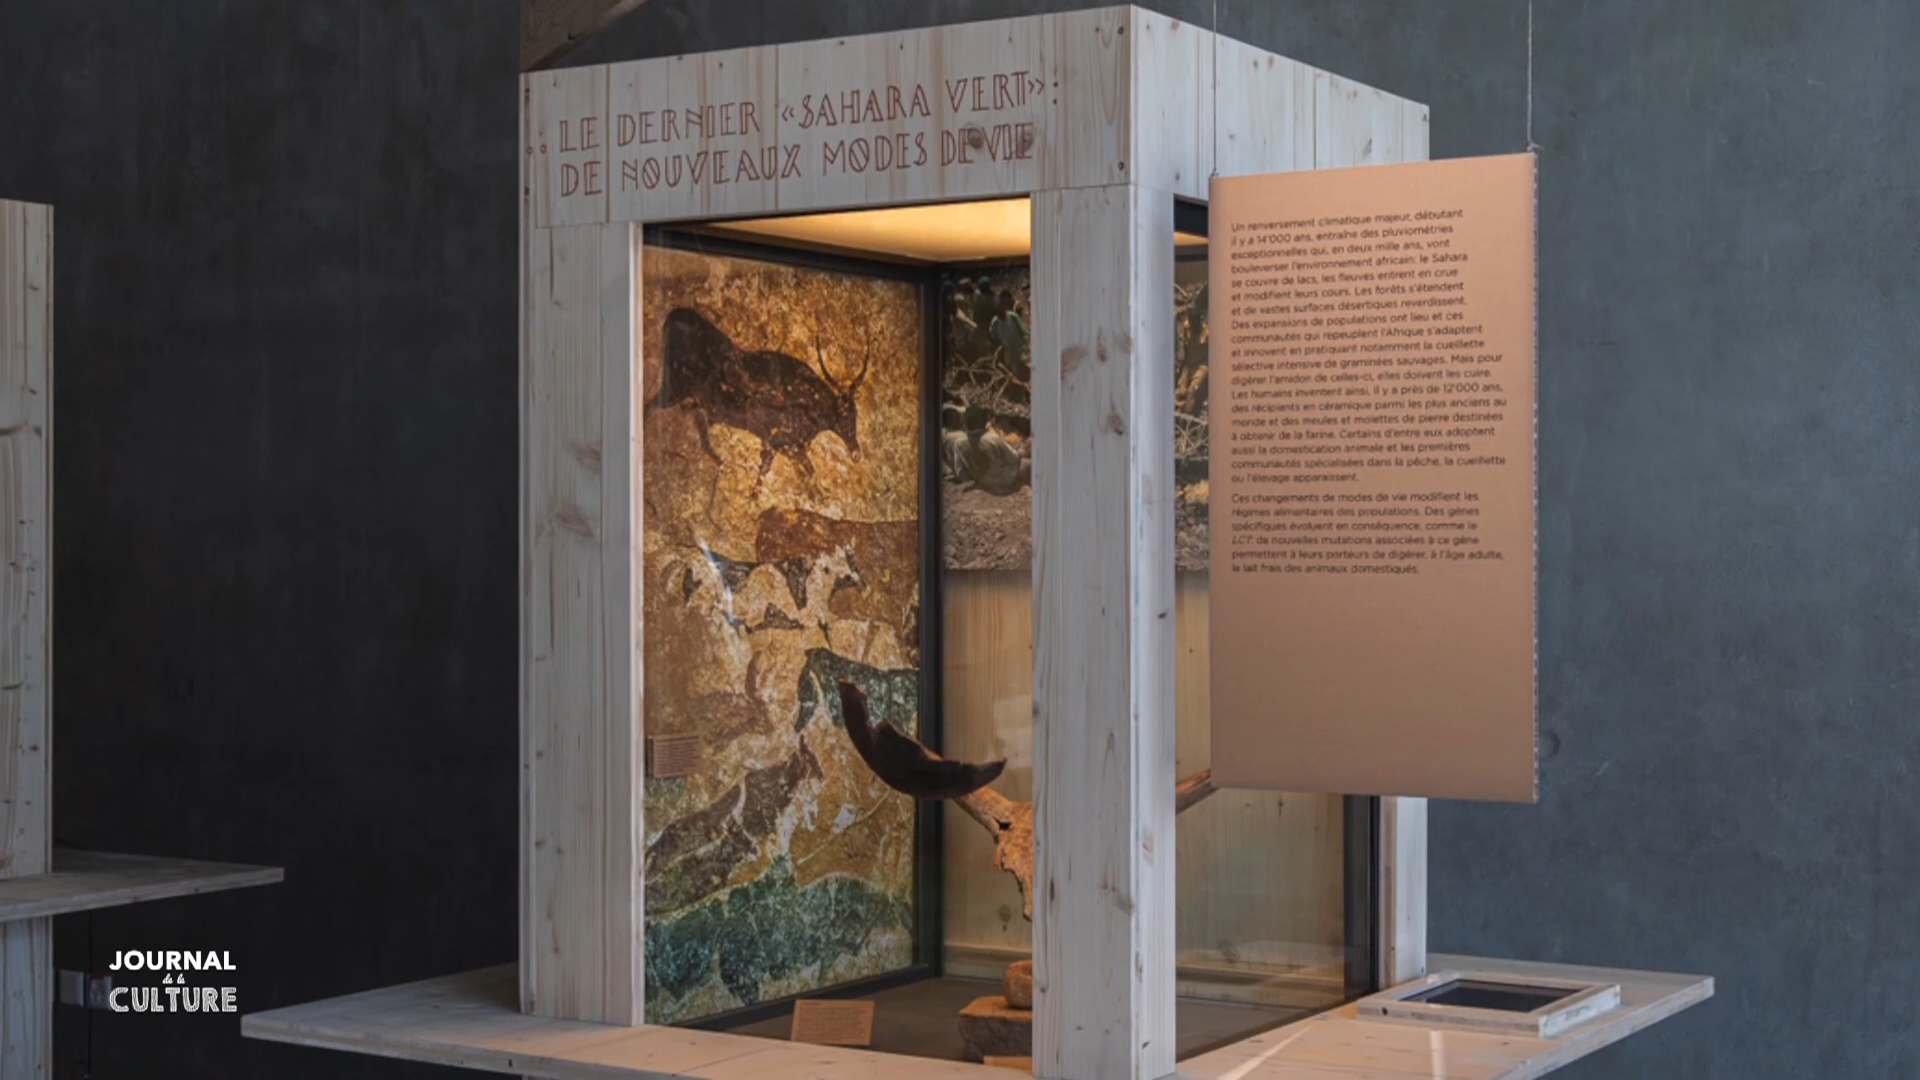 LE DERNIER «SAHARA VERT»:
DE NOUVEAUX MODES DE VIE
Un renversement climatique majeur, débutant
il y a 14'000 ans, entraîne des pluviométries
exceptionnelles qui, en deux mille ans, vont
bouleverser l'environnement africain: le Sahara
se couvre de lacs, les fleuves entrent en crue
et modifient leurs cours. Les forêts s'étendent
et de vastes surfaces désertiques reverdissent.
Des expansions de populations ont lieu et ces
communautés qui repeuplent l'Afrique s'adaptent
et innovent en pratiquant notamment la cueillette
sélective intensive de graminées sauvages. Mais pour
digérer l'amidon de celles-ci, elles doivent les cuire.
Les humains inventent ainsi, il y a près de 12'000 ans,
des récipients en céramique parmi les plus anciens au
monde et des meules et molettes de pierre destinées
à obtenir de la farine. Certains d'entre eux adoptent
aussi la domestication animale et les premières
communautés spécialisées dans la pêche, la cueillette
ou l'élevage apparaissent.
Ces changements de modes de vie modifient les
régimes alimentaires des populations. Des gènes
spécifiques évoluent en conséquence, comme le
LCT: de nouvelles mutations associées à ce gène
permettent à leurs porteurs de digérer, à l'âge adulte,
le lait frais des animaux domestiqués.
JOURNAL
de la
CULTURE